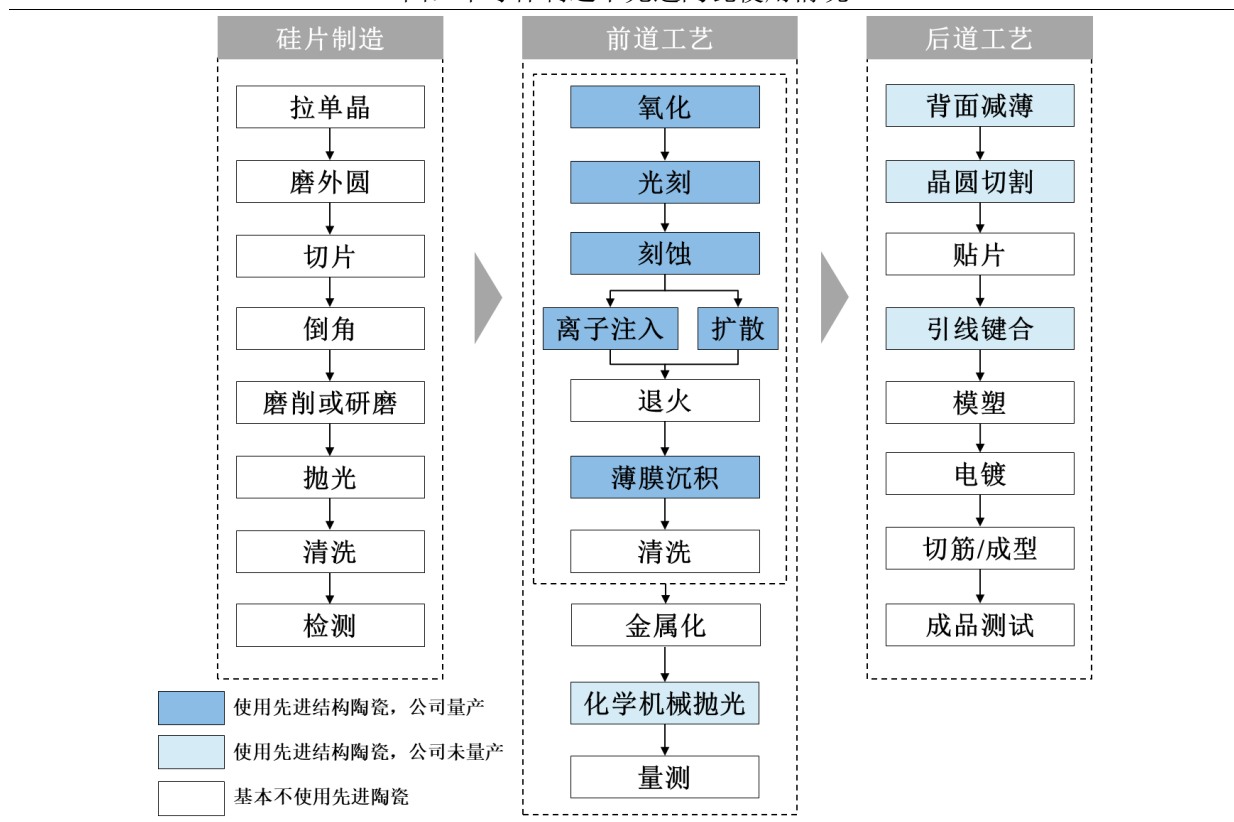 硅片制造
拉单晶
磨外圆
切片
倒角
磨削或研磨
抛光
清洗
检测
前道工艺
氧化
光刻
刻蚀
离子注入
扩散
退火
薄膜沉积
清洗
金属化
化学机械抛光
量测
后道工艺
背面减薄
晶圆切割
贴片
引线键合
模塑
电镀
切筋/成型
成品测试
使用先进结构陶瓷，公司量产
使用先进结构陶瓷，公司未量产
基本不使用先进陶瓷